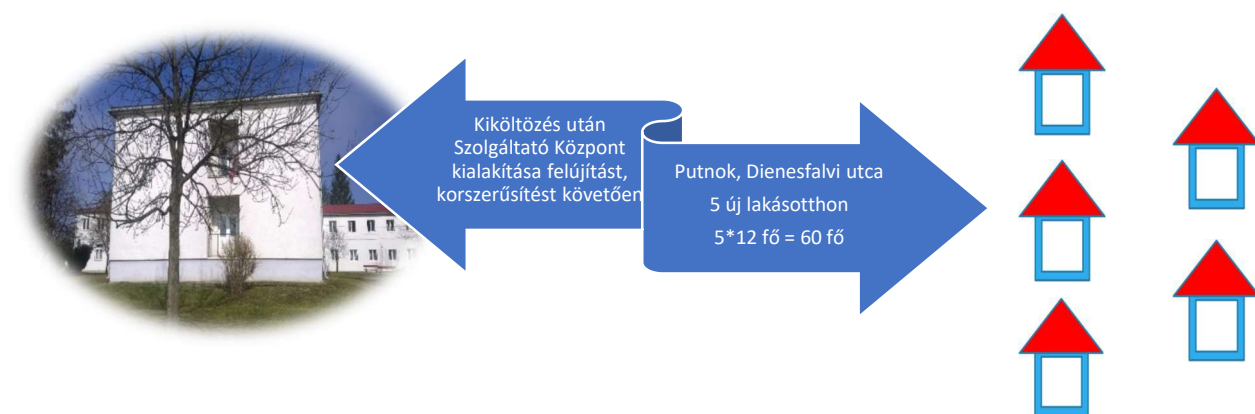 Kiköltözés után
Szolgáltató Központ
kialakítása felújítást,
korszerűsítést követően
Putnok, Dienesfalvi utca
5 új lakásotthon
5*12 fő = 60 fő